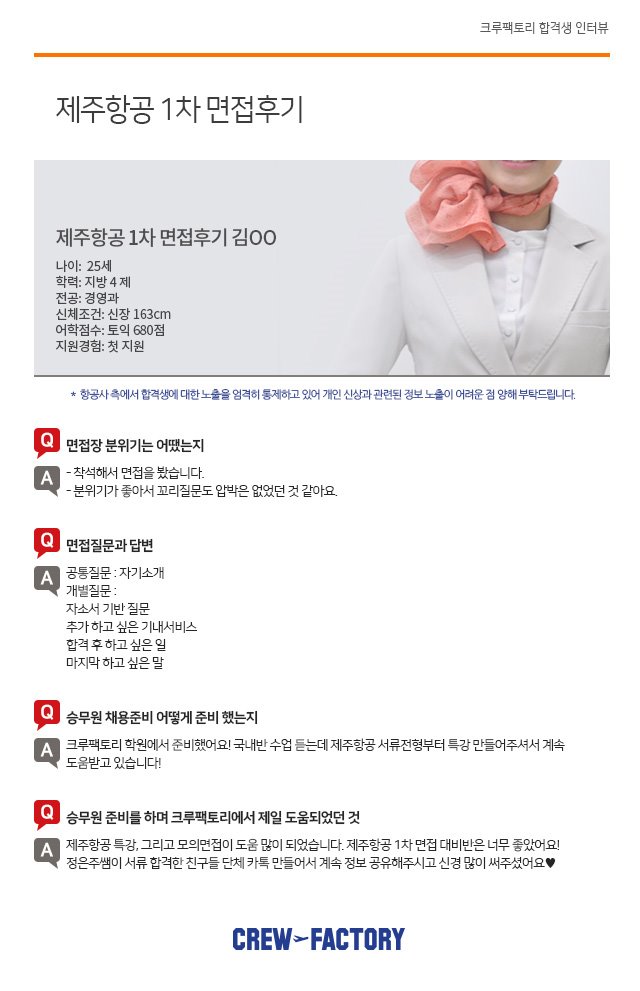 크루팩토리 합격생 인터뷰
제주항공 1차 면접후기
제주항공 1차 면접후기 김OO
나이: 25세
학력: 지방 4 제
전공: 경영과
신체조건: 신장 163cm
어학점수: 토익 680점
지원경험: 첫 지원
* 항공사 측에서 합격생에 대한 노출을 엄격히 통제하고 있어 개인 신상과 관련된 정보 노출이 어려운 점 양해 부탁드립니다.
Q 면접장 분위기는 어땠는지
A - 착석해서 면접을 봤습니다.
- 분위기가 좋아서 꼬리질문도 압박은 없었던 것 같아요.
Q 면접질문과 답변
A 공통질문 : 자기소개
개별질문 :
자소서 기반 질문
추가 하고 싶은 기내서비스
합격 후 하고 싶은 일
마지막 하고 싶은 말
Q 승무원 채용준비 어떻게 준비 했는지
A 크루팩토리 학원에서 준비했어요! 국내반 수업 듣는데 제주항공 서류전형부터 특강 만들어주셔서 계속
도움받고 있습니다!
Q 승무원 준비를 하며 크루팩토리에서 제일 도움되었던 것
A 제주항공 특강, 그리고 모의면접이 도움 많이 되었습니다. 제주항공 1차 면접 대비반은 너무 좋았어요!
정은주쌤이 서류 합격한 친구들 단체 카톡 만들어서 계속 정보 공유해주시고 신경 많이 써주셨어요♥
CREW FACTORY